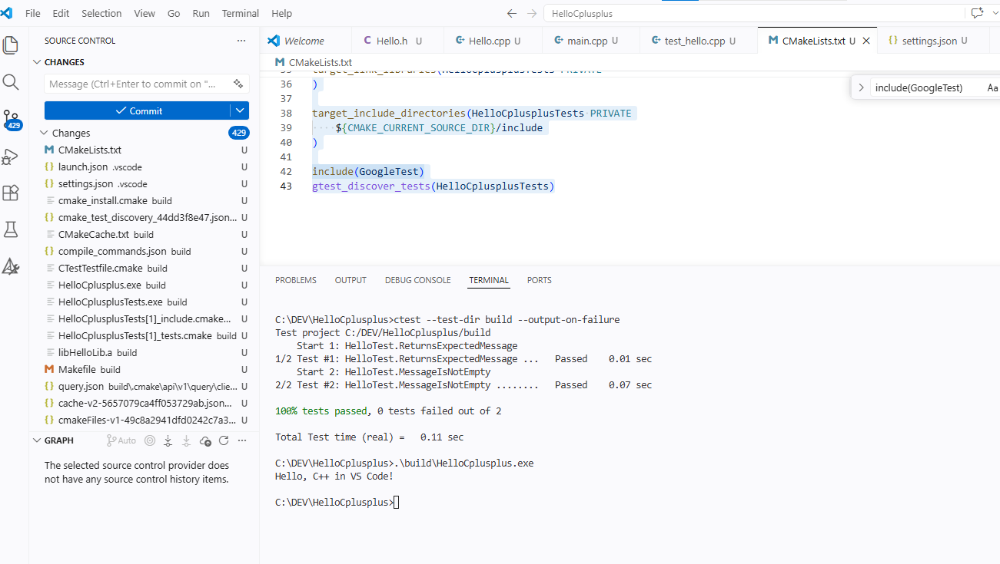 File Edit Selection View Go Run Terminal Help
HelloCplusplus
SOURCE CONTROL
Welcome
Hello.h U
Hello.cpp U
main.cpp U
test_hello.cpp U
CMakeLists.txt U
settings.json U
CHANGES
CMakeLists.txt
Message (Ctrl+Enter to commit on "...
Commit
Changes 429
429
CMakeLists.txt U
launch.json .vscode U
settings.json .vscode U
cmake_install.cmake build U
cmake_test_discovery_44dd3f8e47.json... U
CMakeCache.txt build U
compile_commands.json build U
CTestTestfile.cmake build U
HelloCplusplus.exe build U
HelloCplusplusTests.exe build U
HelloCplusplusTests[1]_include.cmake... U
HelloCplusplusTests[1]_tests.cmake build U
libHelloLib.a build U
Makefile build U
query.json build\.cmake\api\v1\query\clie... U
cache-v2-5657079ca4ff053729ab.json... U
cmakeFiles-v1-49c8a2941dfd0242c7a3... U
GRAPH
Auto
The selected source control provider does
not have any source control history items.
35 target_link_libraries(HelloCplusplusTests PRIVATE
36 )
37
38 target_include_directories(HelloCplusplusTests PRIVATE
39 ${CMAKE_CURRENT_SOURCE_DIR}/include
40 )
41
42 include(GoogleTest)
43 gtest_discover_tests(HelloCplusplusTests)
include(GoogleTest) Aa
PROBLEMS OUTPUT DEBUG CONSOLE TERMINAL PORTS
C:\DEV\HelloCplusplus>ctest --test-dir build --output-on-failure
Test project C:/DEV/HelloCplusplus/build
Start 1: HelloTest.ReturnsExpectedMessage
1/2 Test #1: HelloTest.ReturnsExpectedMessage ... Passed 0.01 sec
Start 2: HelloTest.MessageIsNotEmpty
2/2 Test #2: HelloTest.MessageIsNotEmpty ........ Passed 0.07 sec
100% tests passed, 0 tests failed out of 2
Total Test time (real) = 0.11 sec
C:\DEV\HelloCplusplus>.\build\HelloCplusplus.exe
Hello, C++ in VS Code!
C:\DEV\HelloCplusplus>